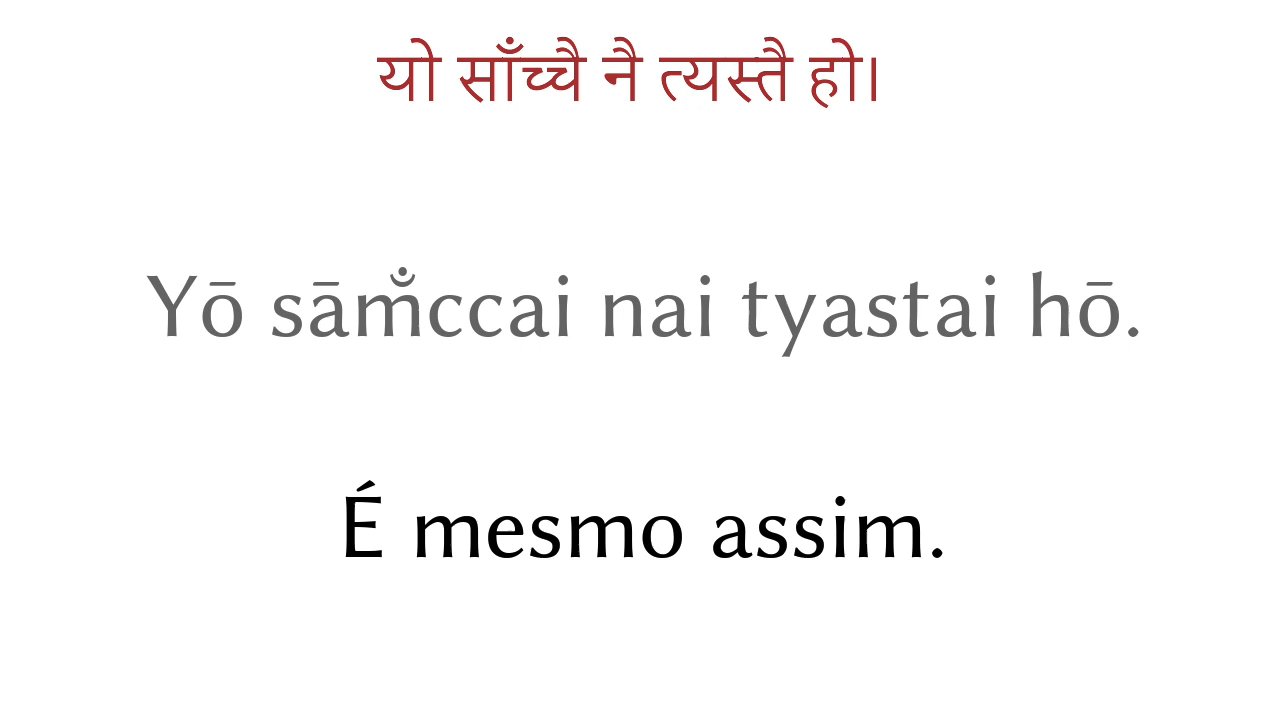 यो साँच्चै नै त्यस्तै हो।
Yō sām̐ccai nai tyastai hō.
É mesmo assim.